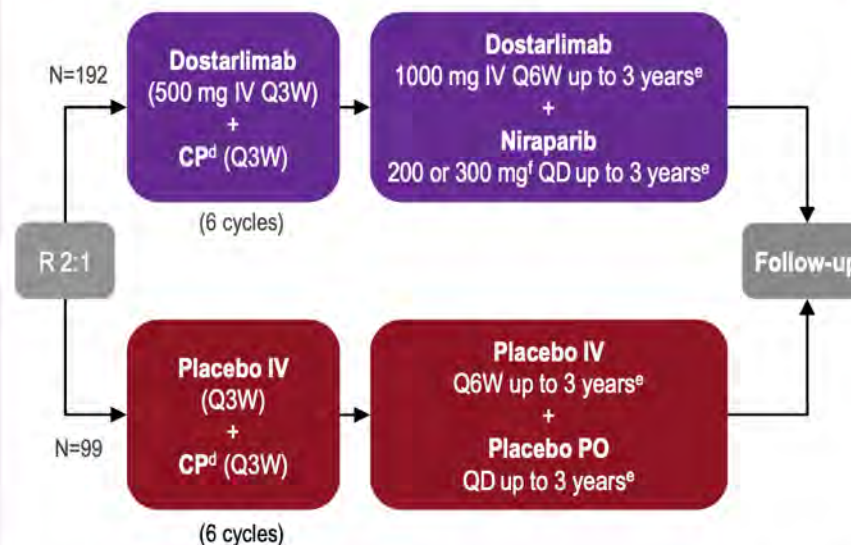 N=192
Dostarlimab
(500 mg IV Q3W)
+
CPᵈ (Q3W)
(6 cycles)
Dostarlimab
1000 mg IV Q6W up to 3 yearsᵉ
+
Niraparib
200 or 300 mgᶠ QD up to 3 yearsᵉ
R 2:1
Follow-up
N=99
Placebo IV
(Q3W)
+
CPᵈ (Q3W)
(6 cycles)
Placebo IV
Q6W up to 3 yearsᵉ
+
Placebo PO
QD up to 3 yearsᵉ